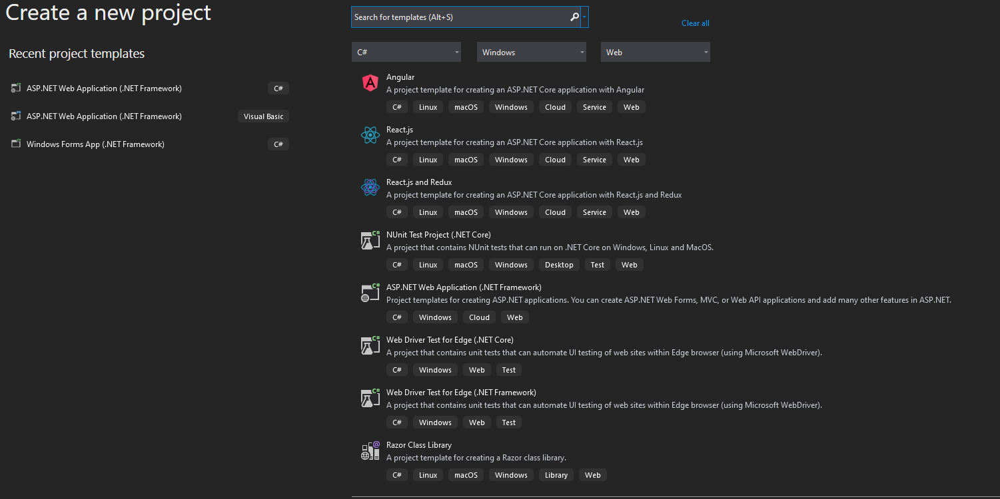 Create a new project
Search for templates (Alt+S)
Clear all
Recent project templates
C#
Windows
Web
ASP.NET Web Application (.NET Framework)
C#
ASP.NET Web Application (.NET Framework)
Visual Basic
Windows Forms App (.NET Framework)
C#
Angular
A project template for creating an ASP.NET Core application with Angular
C# Linux macOS Windows Cloud Service Web
React.js
A project template for creating an ASP.NET Core application with React.js
C# Linux macOS Windows Cloud Service Web
React.js and Redux
A project template for creating an ASP.NET Core application with React.js and Redux
C# Linux macOS Windows Cloud Service Web
NUnit Test Project (.NET Core)
A project that contains NUnit tests that can run on .NET Core on Windows, Linux and MacOS.
C# Linux macOS Windows Desktop Test Web
ASP.NET Web Application (.NET Framework)
Project templates for creating ASP.NET applications. You can create ASP.NET Web Forms, MVC, or Web API applications and add many other features in ASP.NET.
C# Windows Cloud Web
Web Driver Test for Edge (.NET Core)
A project that contains unit tests that can automate UI testing of web sites within Edge browser (using Microsoft WebDriver).
C# Windows Web Test
Web Driver Test for Edge (.NET Framework)
A project that contains unit tests that can automate UI testing of web sites within Edge browser (using Microsoft WebDriver).
C# Windows Web Test
Razor Class Library
A project template for creating a Razor class library.
C# Linux macOS Windows Library Web